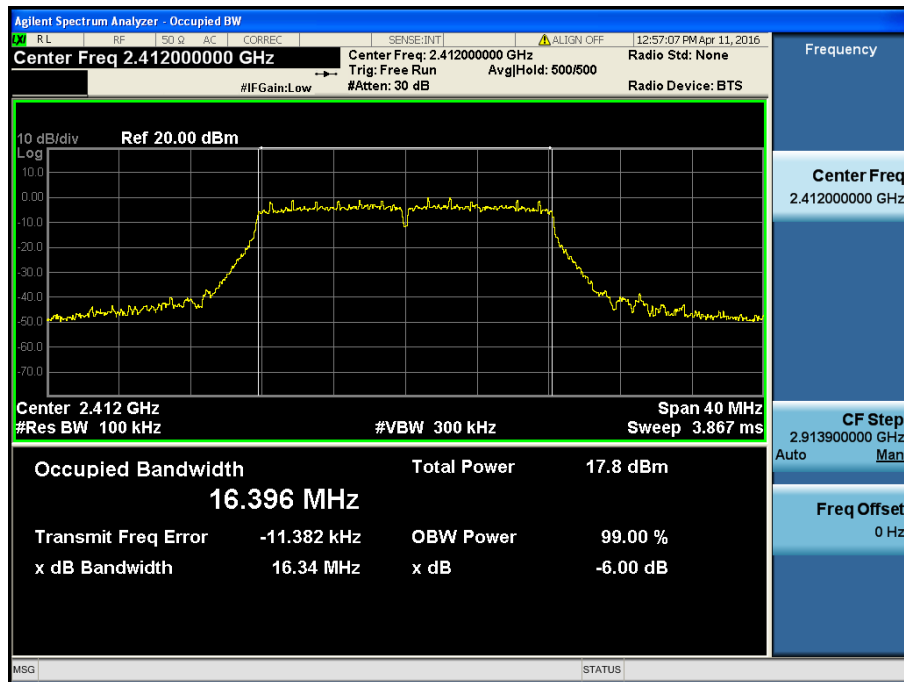 Agilent Spectrum Analyzer - Occupied BW
LXI RL RF 50 Ω AC CORREC SENSE:INT ALIGN OFF 12:57:07 PM Apr 11, 2016
Center Freq 2.412000000 GHz
Center Freq: 2.412000000 GHz Radio Std: None
Trig: Free Run Avg|Hold: 500/500
#IFGain:Low #Atten: 30 dB Radio Device: BTS
10 dB/div Ref 20.00 dBm
Log
10.0
0.00
-10.0
-20.0
-30.0
-40.0
-50.0
-60.0
-70.0
Center 2.412 GHz Span 40 MHz
#Res BW 100 kHz #VBW 300 kHz Sweep 3.867 ms
Occupied Bandwidth Total Power 17.8 dBm
16.396 MHz
Transmit Freq Error -11.382 kHz OBW Power 99.00 %
x dB Bandwidth 16.34 MHz x dB -6.00 dB
MSG STATUS
Frequency
Center Freq
2.412000000 GHz
CF Step
2.913900000 GHz
Auto Man
Freq Offset
0 Hz